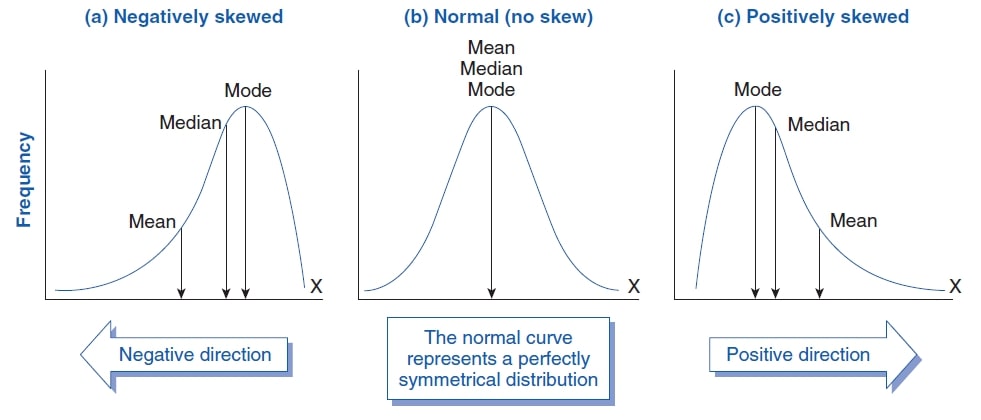 (a) Negatively skewed
(b) Normal (no skew)
(c) Positively skewed
Frequency
Mode
Median
Mean
X
Mean
Median
Mode
X
Mode
Median
Mean
X
Negative direction
The normal curve
represents a perfectly
symmetrical distribution
Positive direction